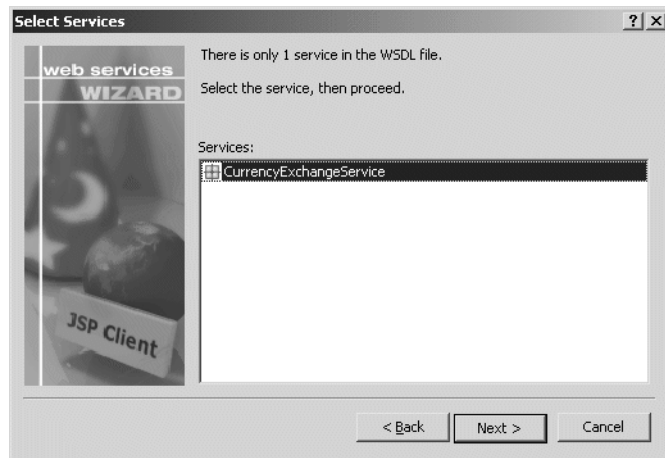 Select Services
? X
web services
WIZARD
There is only 1 service in the WSDL file.
Select the service, then proceed.
Services:
CurrencyExchangeService
JSP Client
< Back
Next >
Cancel